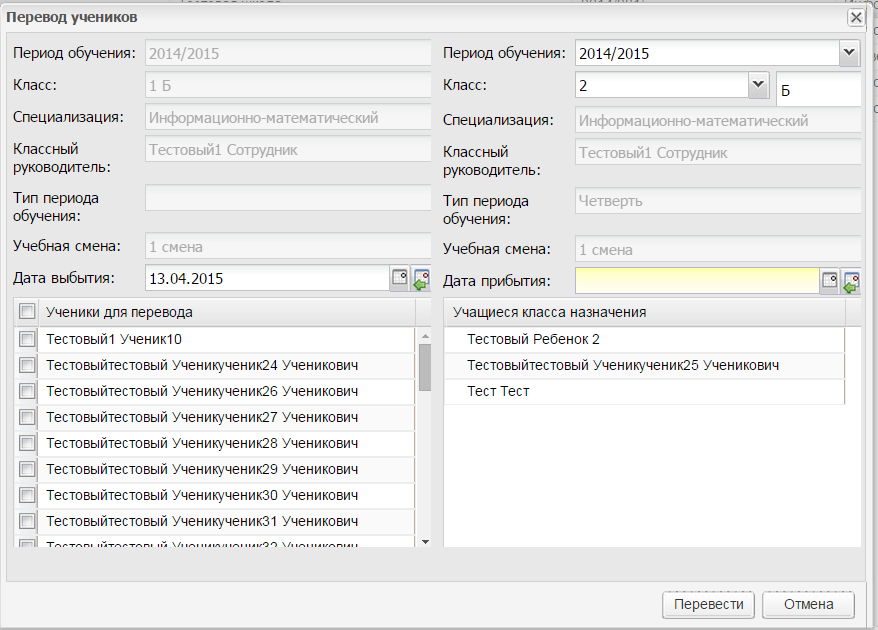 Перевод учеников
Период обучения: 2014/2015
Класс: 1 Б
Специализация: Информационно-математический
Классный руководитель: Тестовый1 Сотрудник
Тип периода обучения:
Учебная смена: 1 смена
Дата выбытия: 13.04.2015
Ученики для перевода
Тестовый1 Ученик10
Тестовыйтестовый Ученикученик24 Ученикович
Тестовыйтестовый Ученикученик26 Ученикович
Тестовыйтестовый Ученикученик27 Ученикович
Тестовыйтестовый Ученикученик28 Ученикович
Тестовыйтестовый Ученикученик29 Ученикович
Тестовыйтестовый Ученикученик30 Ученикович
Тестовыйтестовый Ученикученик31 Ученикович
Тестовыйтестовый Ученикученик32 Ученикович
Период обучения: 2014/2015
Класс: 2 Б
Специализация: Информационно-математический
Классный руководитель: Тестовый1 Сотрудник
Тип периода обучения: Четверть
Учебная смена: 1 смена
Дата прибытия:
Учащиеся класса назначения
Тестовый Ребенок 2
Тестовыйтестовый Ученикученик25 Ученикович
Тест Тест
Перевести
Отмена